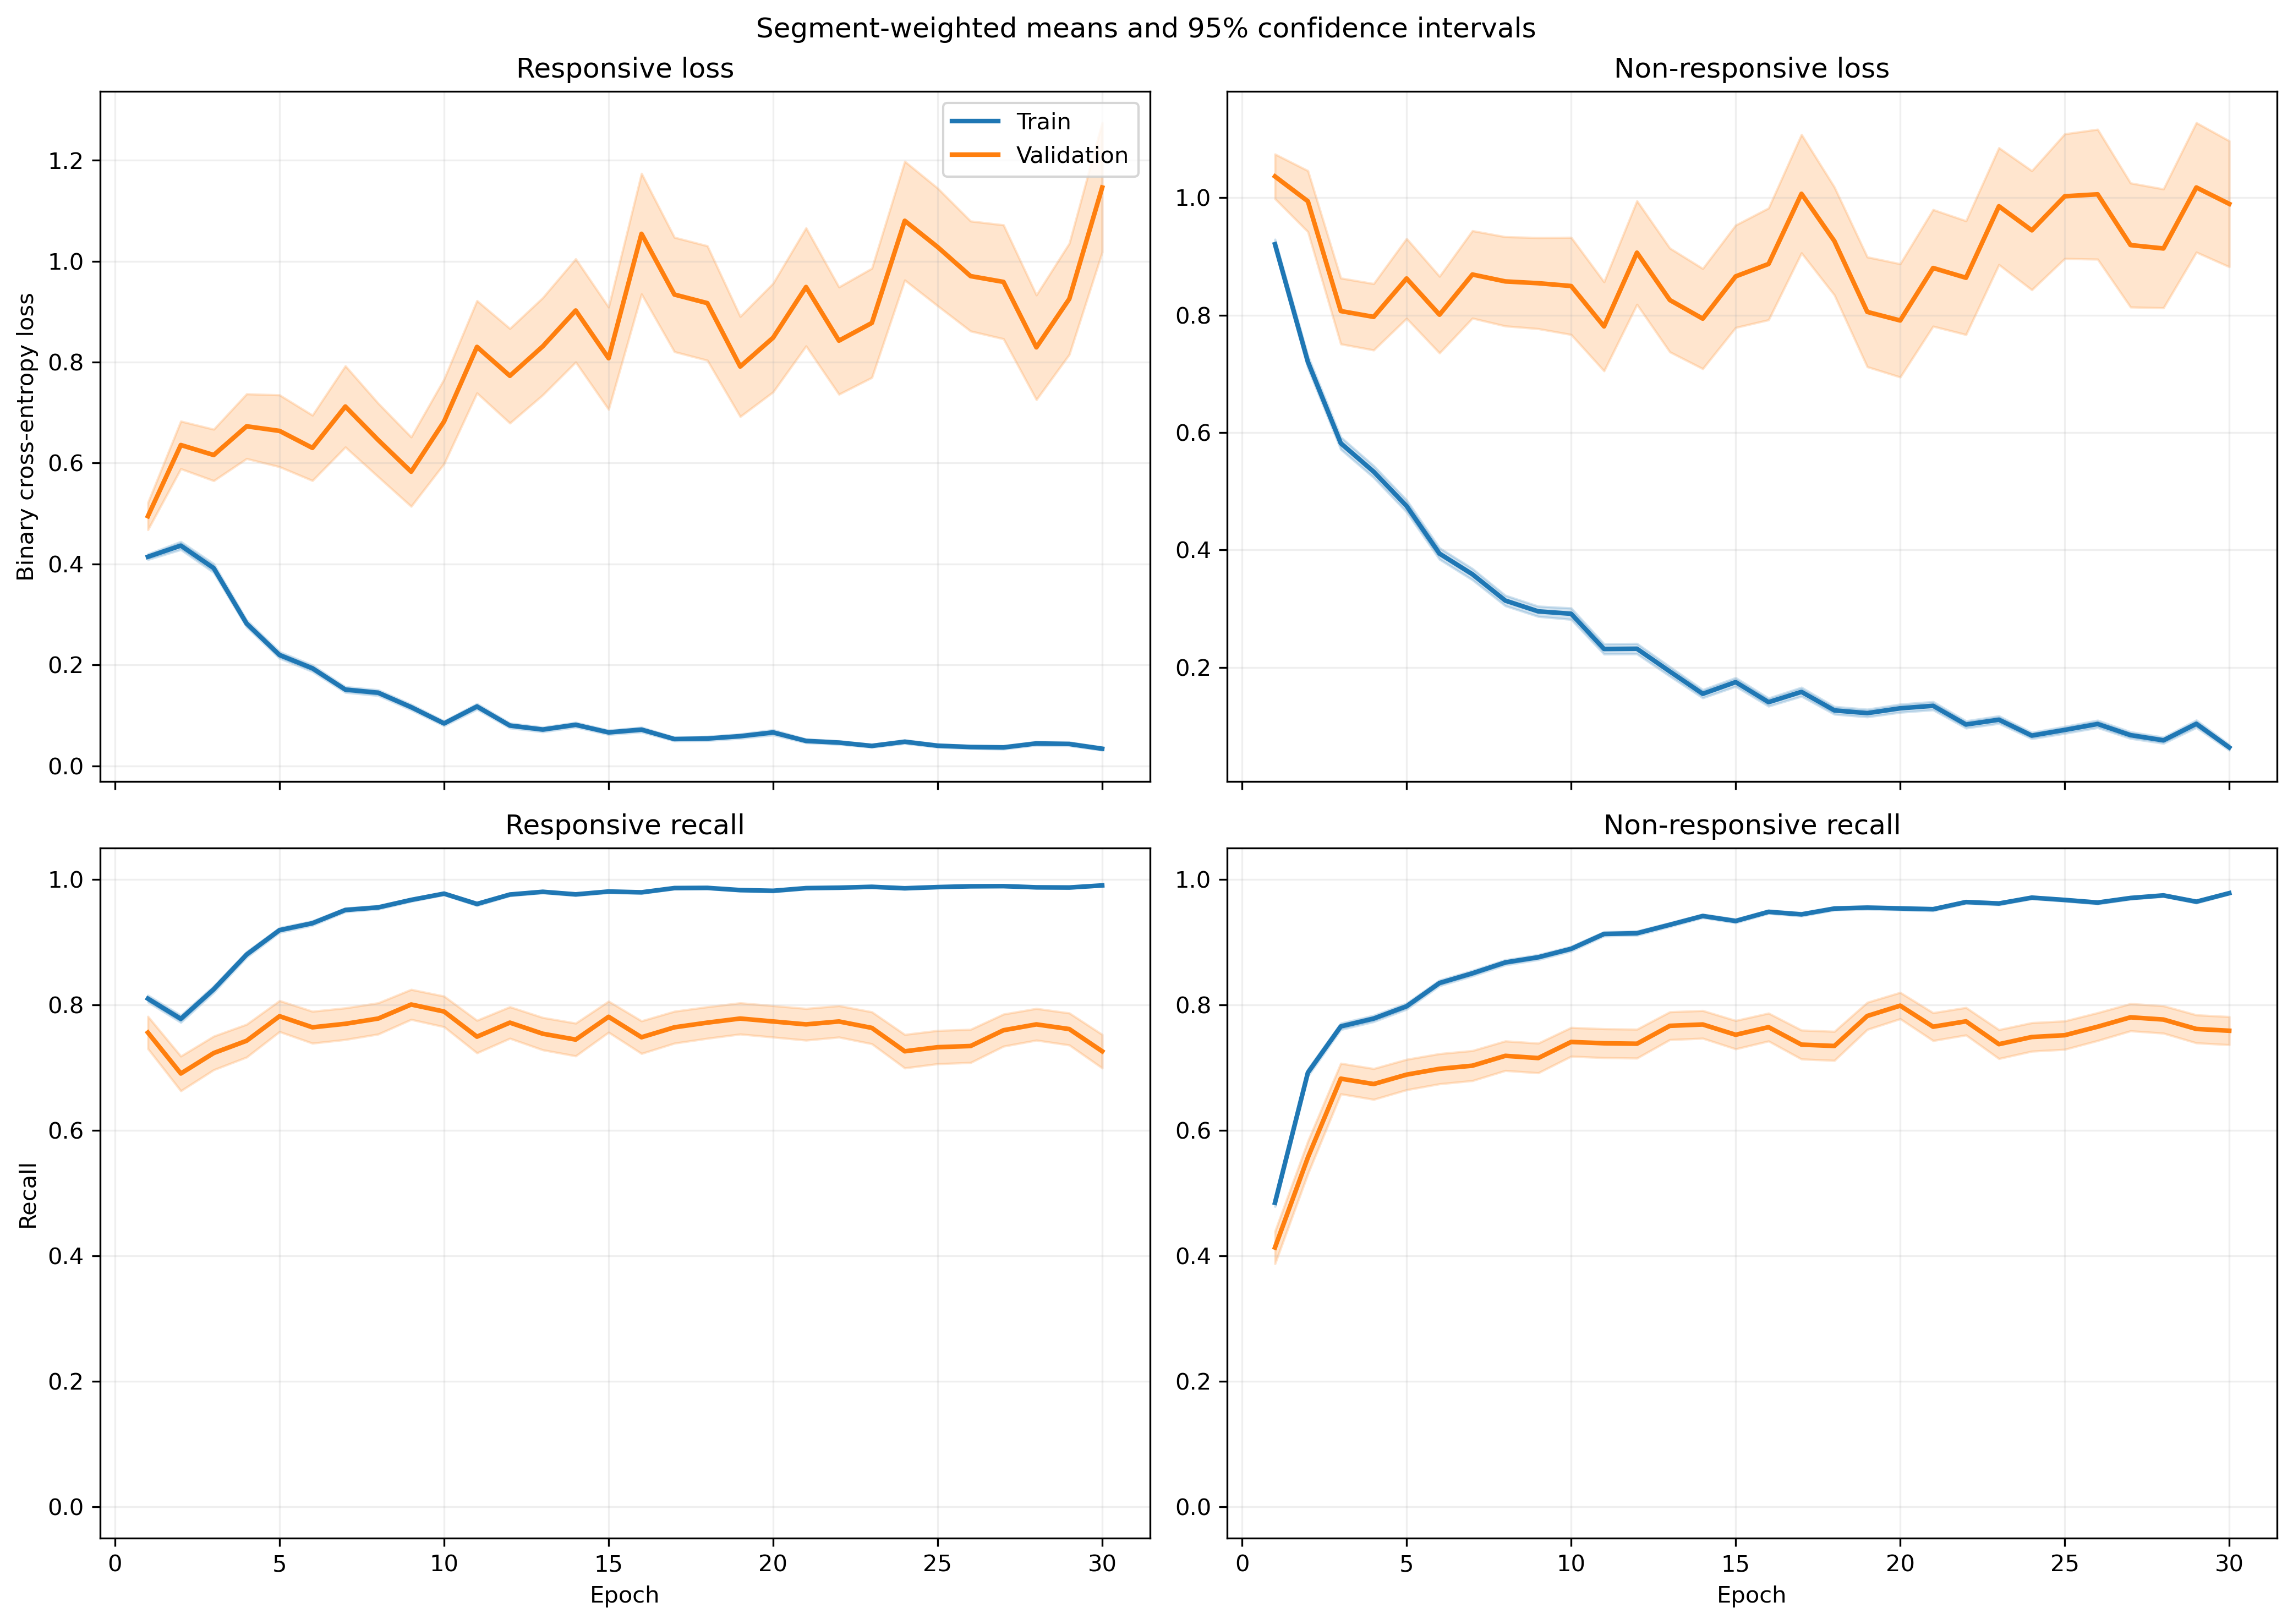 Segment-weighted means and 95% confidence intervals
Responsive loss
Non-responsive loss
Train
Validation
Binary cross-entropy loss
1.2
1.0
0.8
0.6
0.4
0.2
0.0
1.0
0.8
0.6
0.4
0.2
Responsive recall
Non-responsive recall
Recall
1.0
0.8
0.6
0.4
0.2
0.0
0 5 10 15 20 25 30
Epoch
1.0
0.8
0.6
0.4
0.2
0.0
0 5 10 15 20 25 30
Epoch